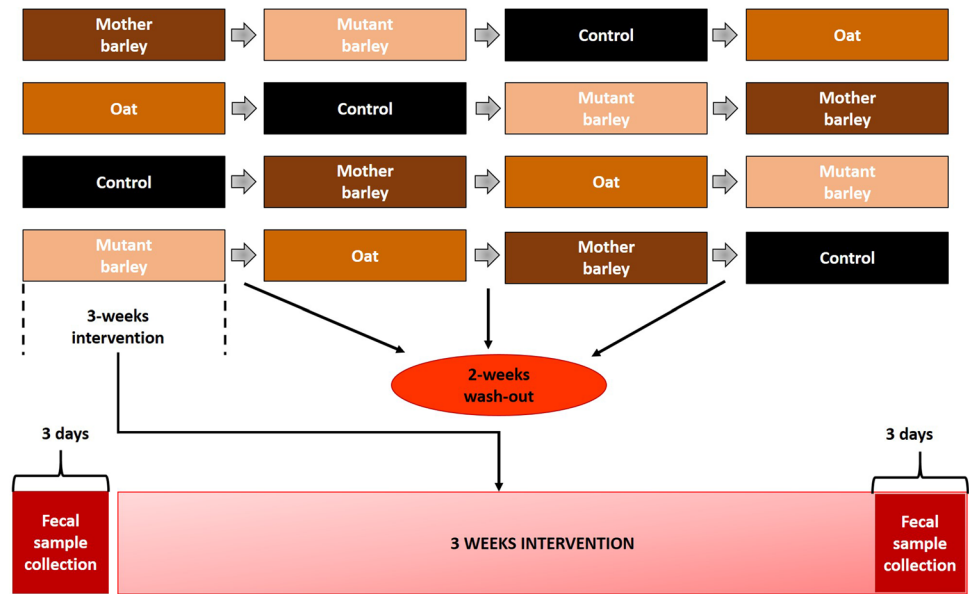 Mother
barley
Mutant
barley
Control
Oat
Oat
Control
Mutant
barley
Mother
barley
Control
Mother
barley
Oat
Mutant
barley
Mutant
barley
Oat
Mother
barley
Control
3-weeks
intervention
2-weeks
wash-out
3 days
3 days
Fecal
sample
collection
3 WEEKS INTERVENTION
Fecal
sample
collection